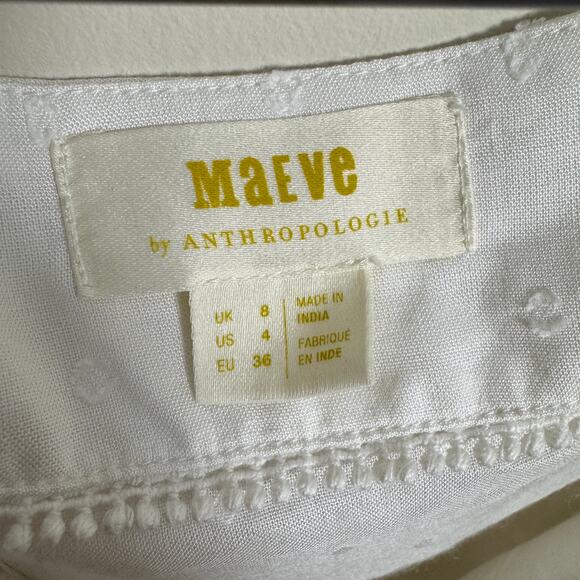 MaEVe
by ANTHROPOLOGIE
UK 8
US 4
EU 36
MADE IN
INDIA
FABRIQUÉ
EN INDE